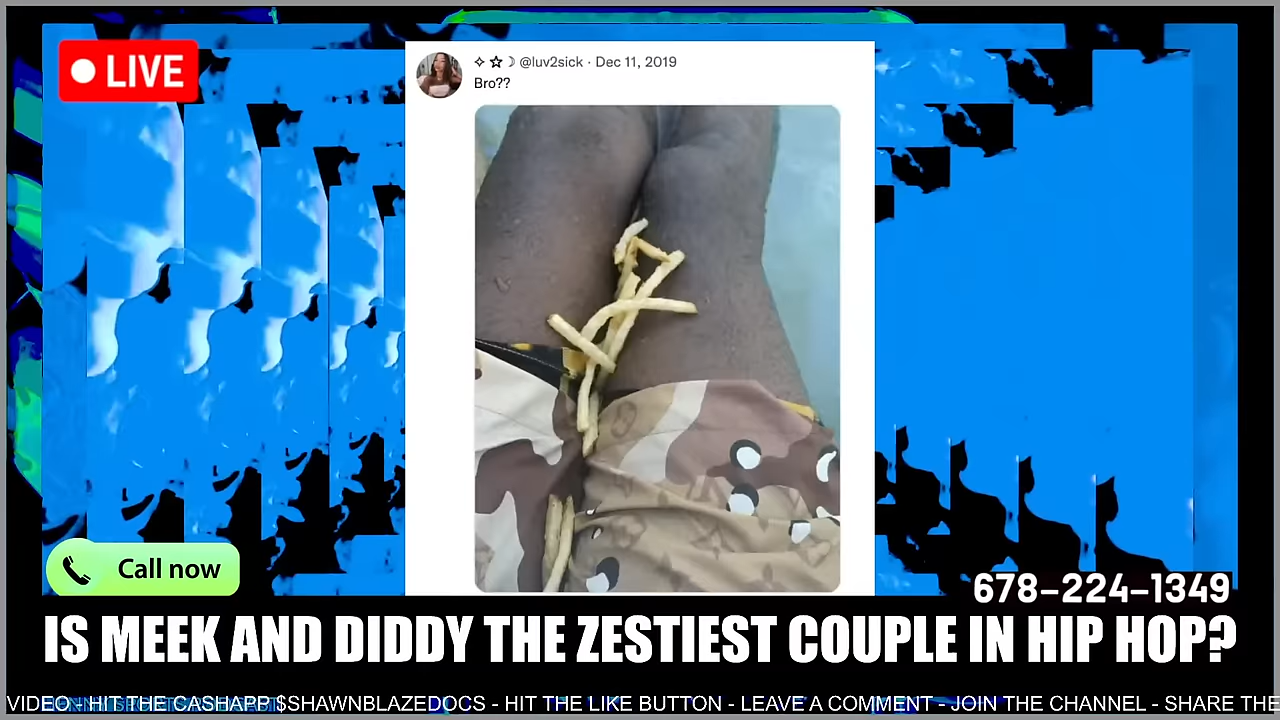 LIVE
✧ ☆ ☽ @luv2sick · Dec 11, 2019
Bro??
Call now
678-224-1349
IS MEEK AND DIDDY THE ZESTIEST COUPLE IN HIP HOP?
VIDEO - HIT THE CASHAPP $SHAWNBLAZEDOCS - HIT THE LIKE BUTTON - LEAVE A COMMENT - JOIN THE CHANNEL - SHARE THE